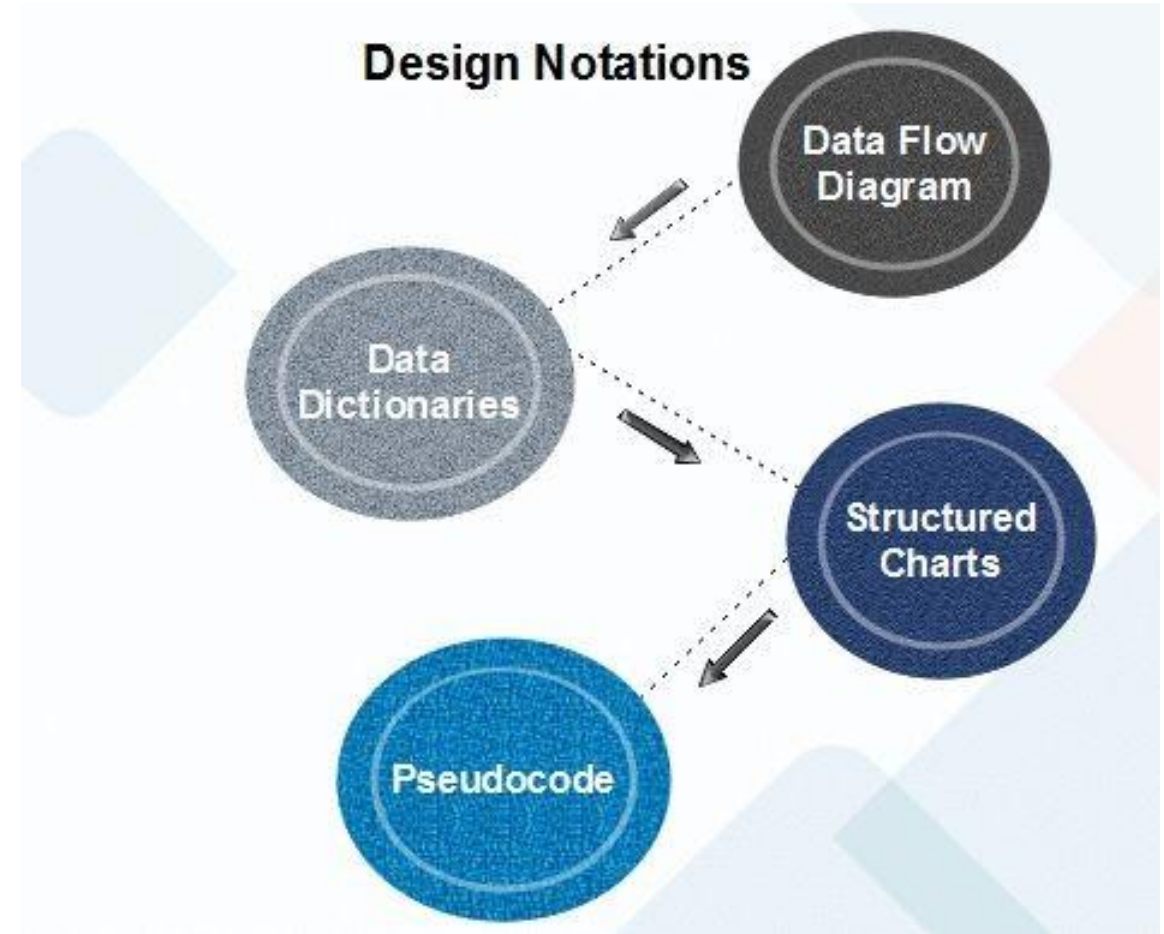 Design Notations
Data Flow
Diagram
Data
Dictionaries
Structured
Charts
Pseudocode